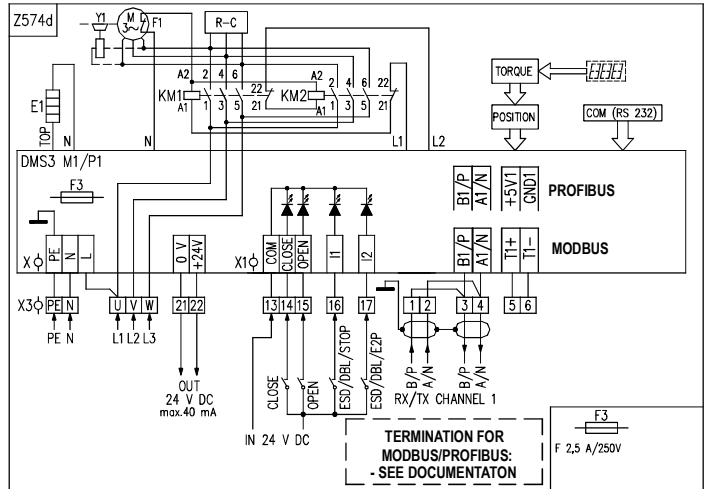 Z574d
Y1
M
3~
F1
R-C
A2
2 4 6
22
KM1
A1
1 3 5
21
A2
2
4 6 22
KM2
A1
1
3 5 21
E1
TOP
N
N
L1
L2
TORQUE
POSITION
COM (RS 232)
DMS3 M1/P1
F3
PROFIBUS
B1/P
A1/N
+5V1
GND1
MODBUS
B1/P
A1/N
T1+
T1-
X
PE
N
L
0 V
+24V
X1
COM
CLOSE
OPEN
I1
I2
X3
PE N
U V W
21 22
13 14 15
16
17
1 2
3 4
5 6
PE N
L1 L2 L3
OUT
24 V DC
max.40 mA
CLOSE
OPEN
ESD/DBL/STOP
ESD/DBL/E2P
IN 24 V DC
B/P
A/N
B/P
A/N
RX/TX CHANNEL 1
TERMINATION FOR
MODBUS/PROFIBUS:
- SEE DOCUMENTATON
F3
F 2,5 A/250V